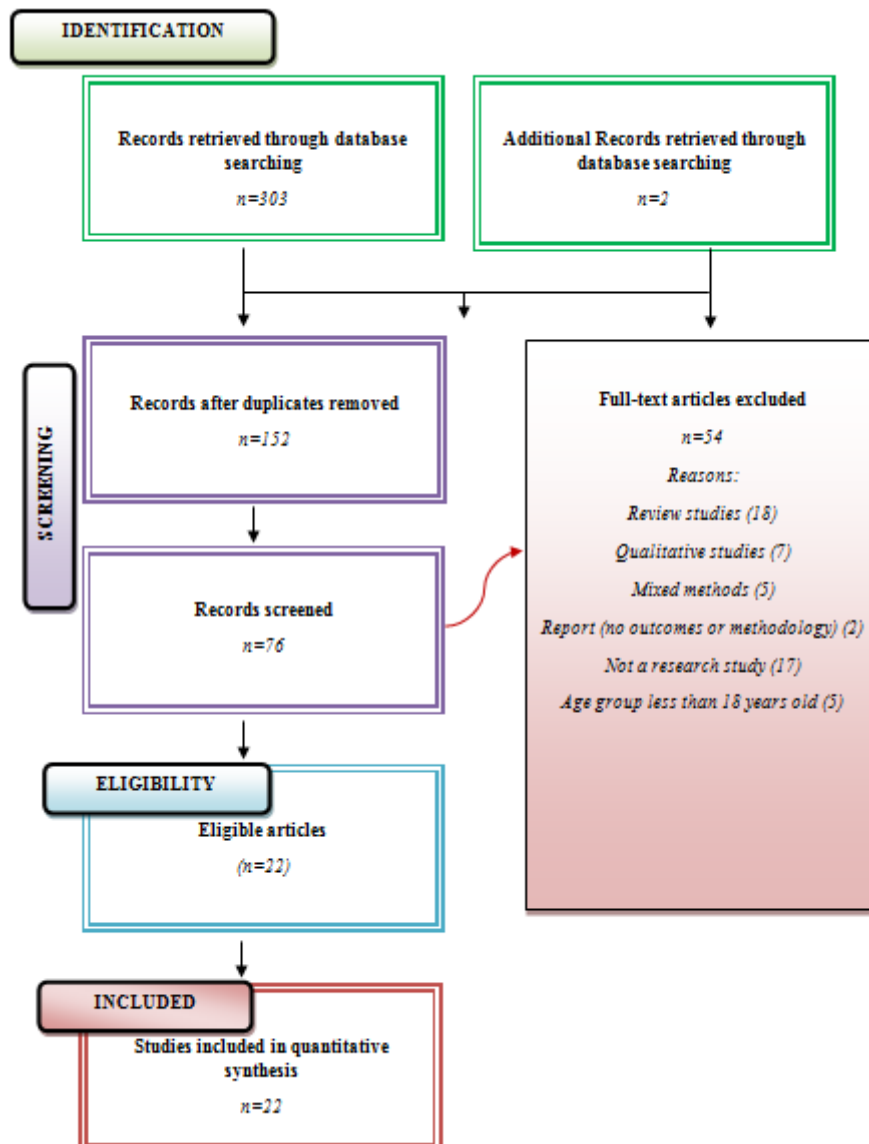 IDENTIFICATION
Records retrieved through database
searching
n=303
Additional Records retrieved through
database searching
n=2
SCREENING
Records after duplicates removed
n=152
Records screened
n=76
Full-text articles excluded
n=54
Reasons:
Review studies (18)
Qualitative studies (7)
Mixed methods (5)
Report (no outcomes or methodology) (2)
Not a research study (17)
Age group less than 18 years old (5)
ELIGIBILITY
Eligible articles
(n=22)
INCLUDED
Studies included in quantitative
synthesis
n=22